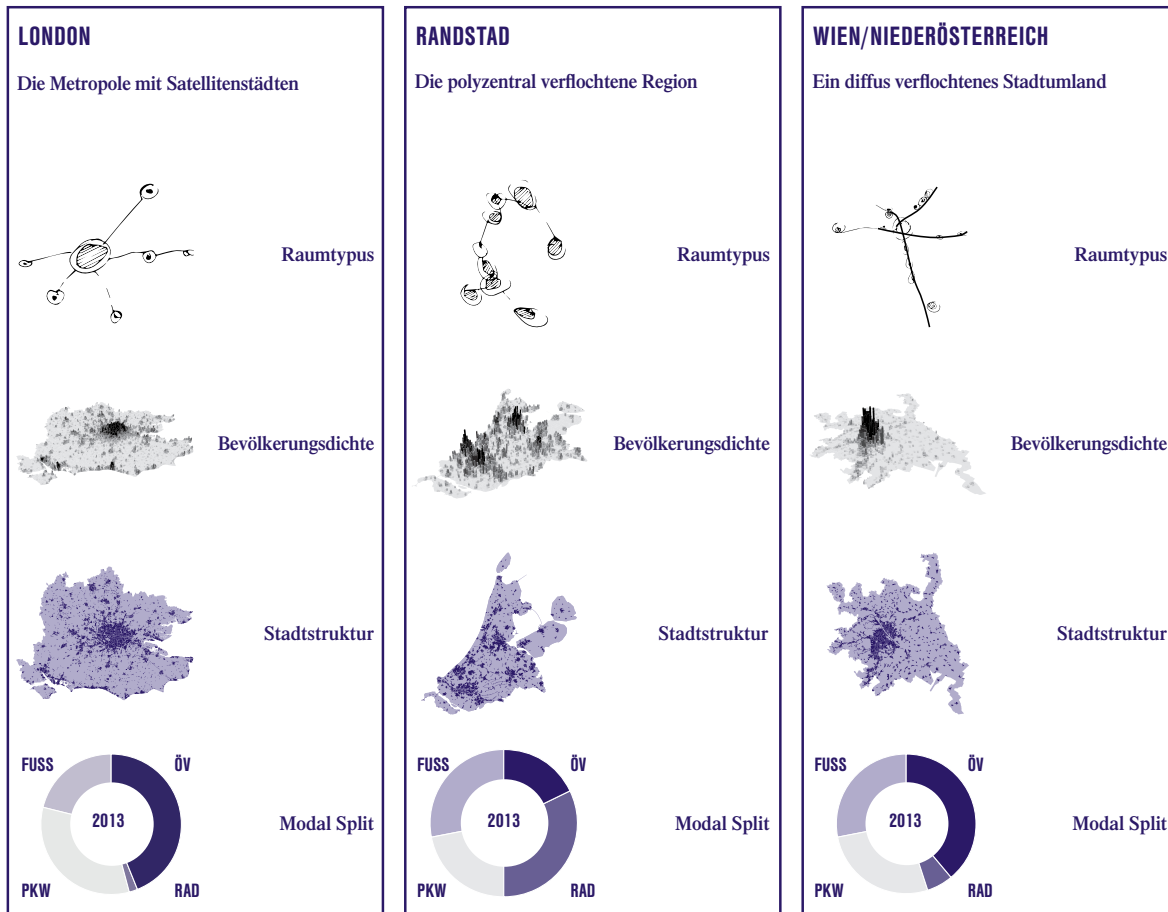 LONDON
Die Metropole mit Satellitenstädten
Raumtypus
Bevölkerungsdichte
Stadtstruktur
FUSS
ÖV
2013
Modal Split
PKW
RAD
RANDSTAD
Die polyzentral verflochtene Region
Raumtypus
Bevölkerungsdichte
Stadtstruktur
FUSS
ÖV
2013
Modal Split
PKW
RAD
WIEN/NIEDERÖSTERREICH
Ein diffus verflochtenes Stadtumland
Raumtypus
Bevölkerungsdichte
Stadtstruktur
FUSS
ÖV
2013
Modal Split
PKW
RAD